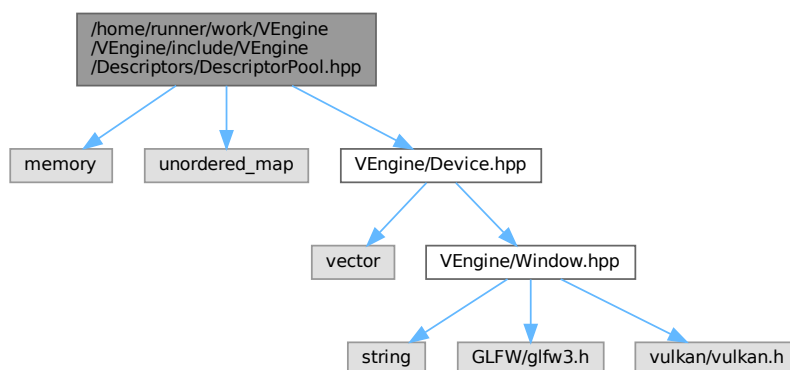 /home/runner/work/VEngine
/VEngine/include/VEngine
/Descriptors/DescriptorPool.hpp
memory
unordered_map
VEngine/Device.hpp
vector
VEngine/Window.hpp
string
GLFW/glfw3.h
vulkan/vulkan.h